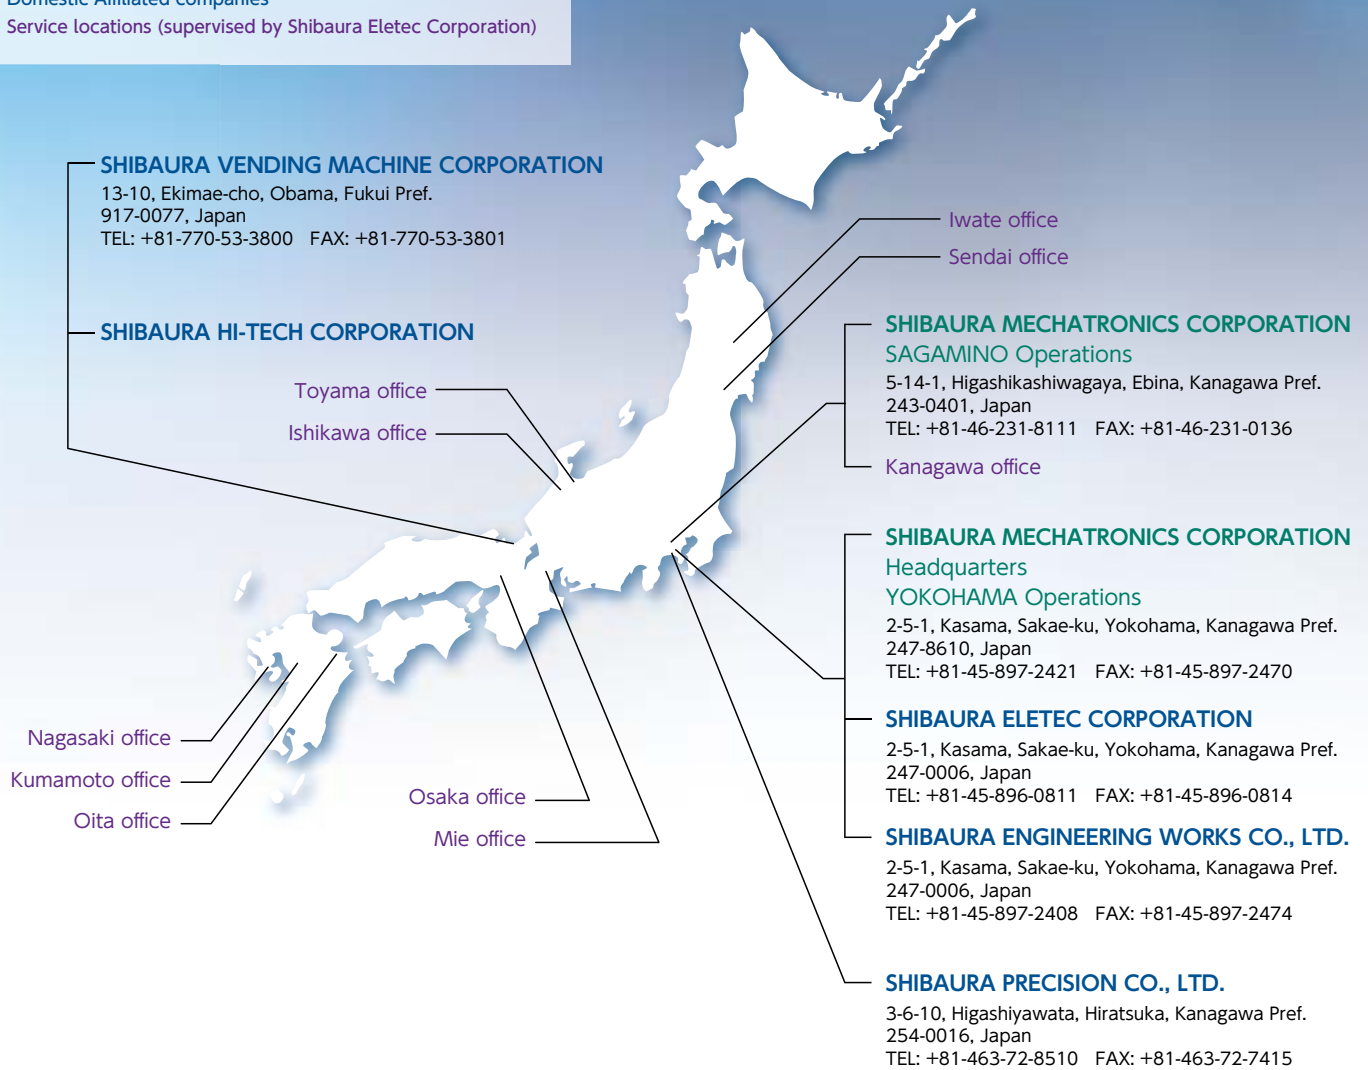 Domestic Affiliated companies
Service locations (supervised by Shibaura Eletec Corporation)
SHIBAURA VENDING MACHINE CORPORATION
13-10, Ekimae-cho, Obama, Fukui Pref.
917-0077, Japan
TEL: +81-770-53-3800 FAX: +81-770-53-3801
SHIBAURA HI-TECH CORPORATION
Toyama office
Ishikawa office
Iwate office
Sendai office
SHIBAURA MECHATRONICS CORPORATION
SAGAMINO Operations
5-14-1, Higashikashiwagaya, Ebina, Kanagawa Pref.
243-0401, Japan
TEL: +81-46-231-8111 FAX: +81-46-231-0136
Kanagawa office
SHIBAURA MECHATRONICS CORPORATION
Headquarters
YOKOHAMA Operations
2-5-1, Kasama, Sakae-ku, Yokohama, Kanagawa Pref.
247-8610, Japan
TEL: +81-45-897-2421 FAX: +81-45-897-2470
SHIBAURA ELETEC CORPORATION
2-5-1, Kasama, Sakae-ku, Yokohama, Kanagawa Pref.
247-0006, Japan
TEL: +81-45-896-0811 FAX: +81-45-896-0814
SHIBAURA ENGINEERING WORKS CO., LTD.
2-5-1, Kasama, Sakae-ku, Yokohama, Kanagawa Pref.
247-0006, Japan
TEL: +81-45-897-2408 FAX: +81-45-897-2474
SHIBAURA PRECISION CO., LTD.
3-6-10, Higashiyawata, Hiratsuka, Kanagawa Pref.
254-0016, Japan
TEL: +81-463-72-8510 FAX: +81-463-72-7415
Nagasaki office
Kumamoto office
Oita office
Osaka office
Mie office